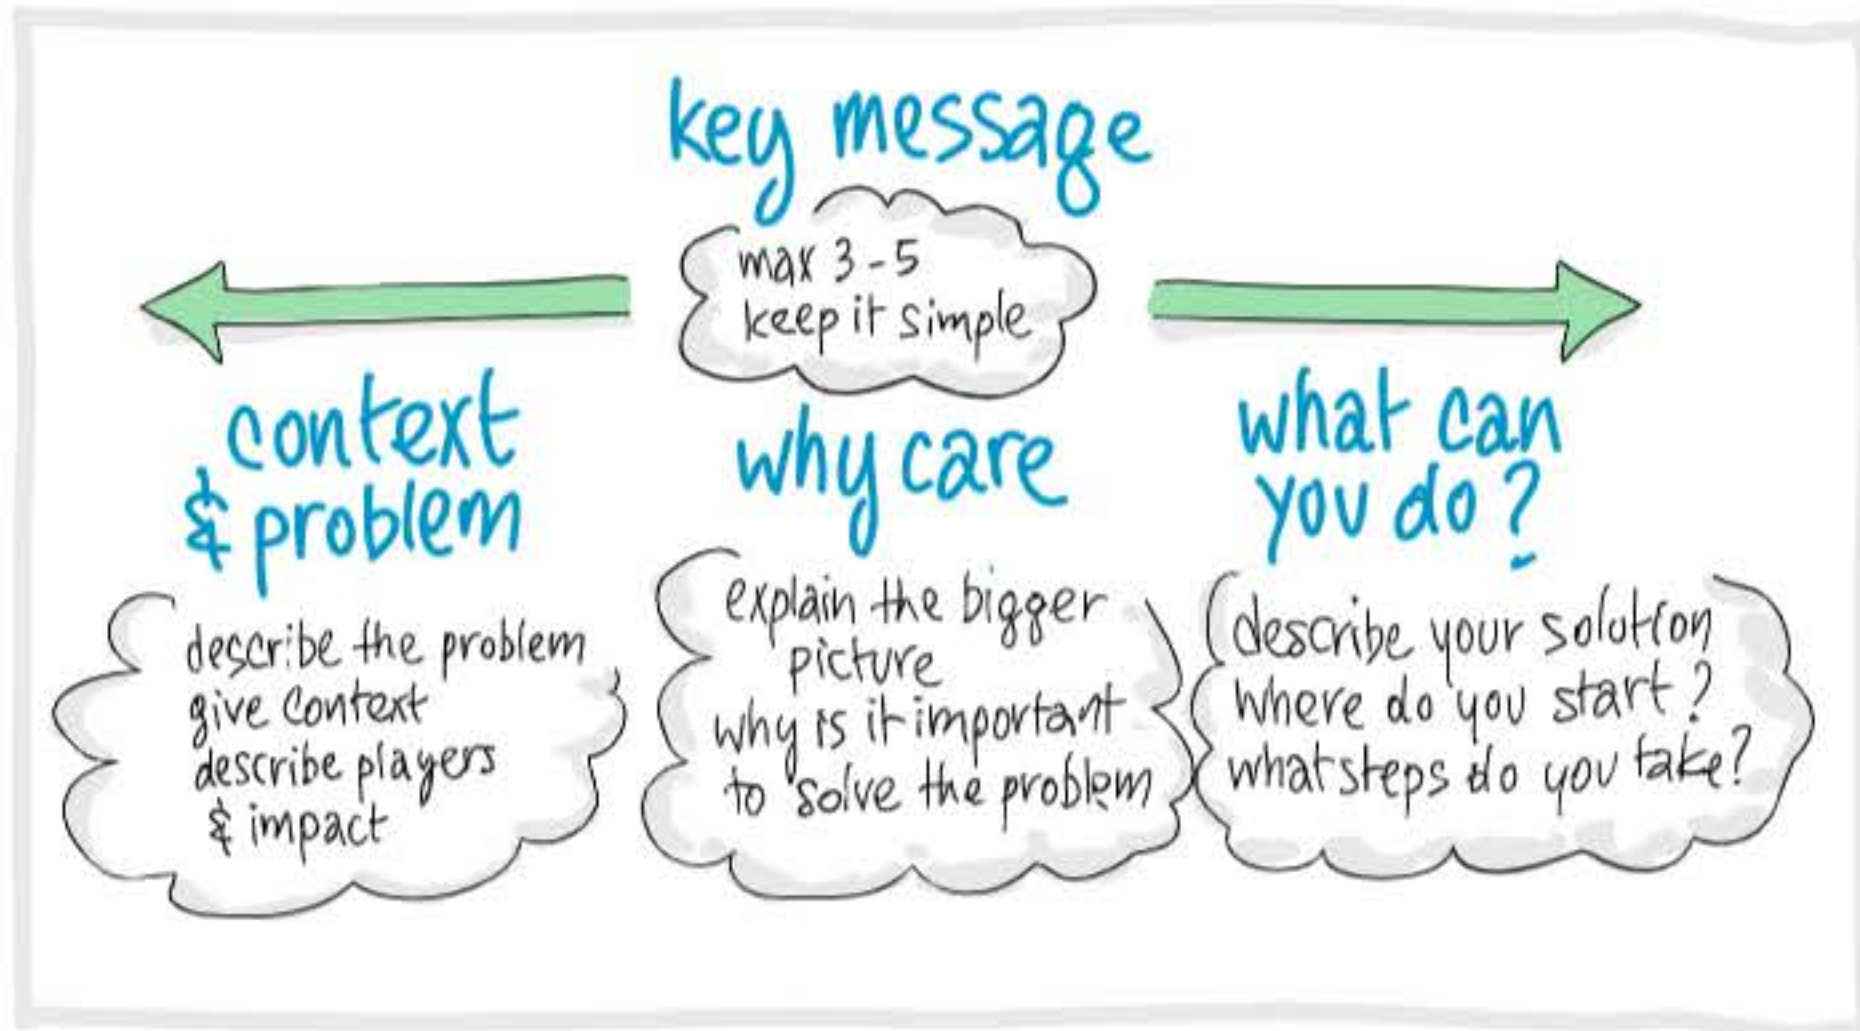 key message
max 3-5
keep it simple
context
& problem
describe the problem
give context
describe players
& impact
why care
explain the bigger
picture
why is it important
to solve the problem
what can
you do?
describe your solution
where do you start?
what steps do you take?